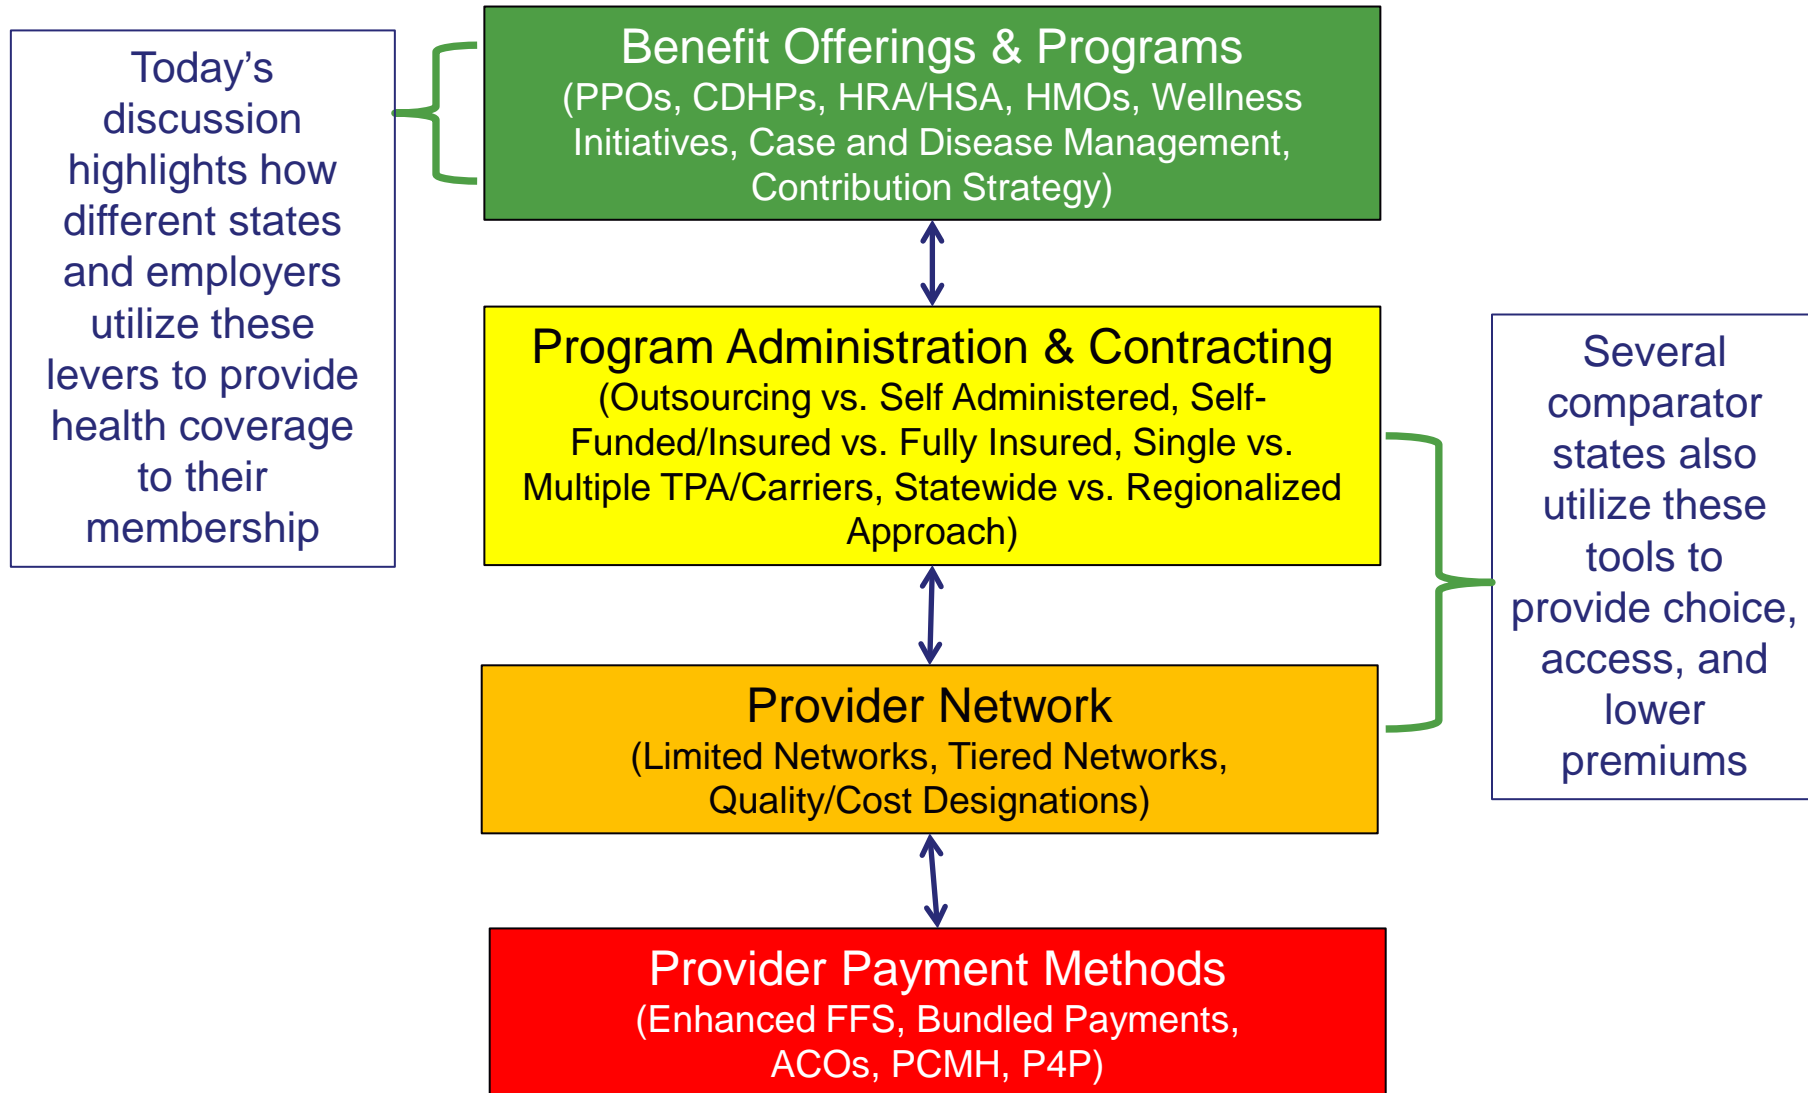 Today's
discussion
highlights how
different states
and employers
utilize these
levers to provide
health coverage
to their
membership
Benefit Offerings & Programs
(PPOs, CDHPs, HRA/HSA, HMOs, Wellness
Initiatives, Case and Disease Management,
Contribution Strategy)
Program Administration & Contracting
(Outsourcing vs. Self Administered, Self-
Funded/Insured vs. Fully Insured, Single vs.
Multiple TPA/Carriers, Statewide vs. Regionalized
Approach)
Several
comparator
states also
utilize these
tools to
provide choice,
access, and
lower
premiums
Provider Network
(Limited Networks, Tiered Networks,
Quality/Cost Designations)
Provider Payment Methods
(Enhanced FFS, Bundled Payments,
ACOs, PCMH, P4P)